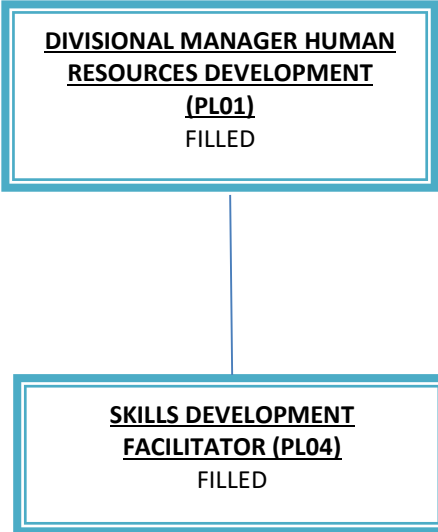 DIVISIONAL MANAGER HUMAN
RESOURCES DEVELOPMENT
(PL01)
FILLED
SKILLS DEVELOPMENT
FACILITATOR (PL04)
FILLED